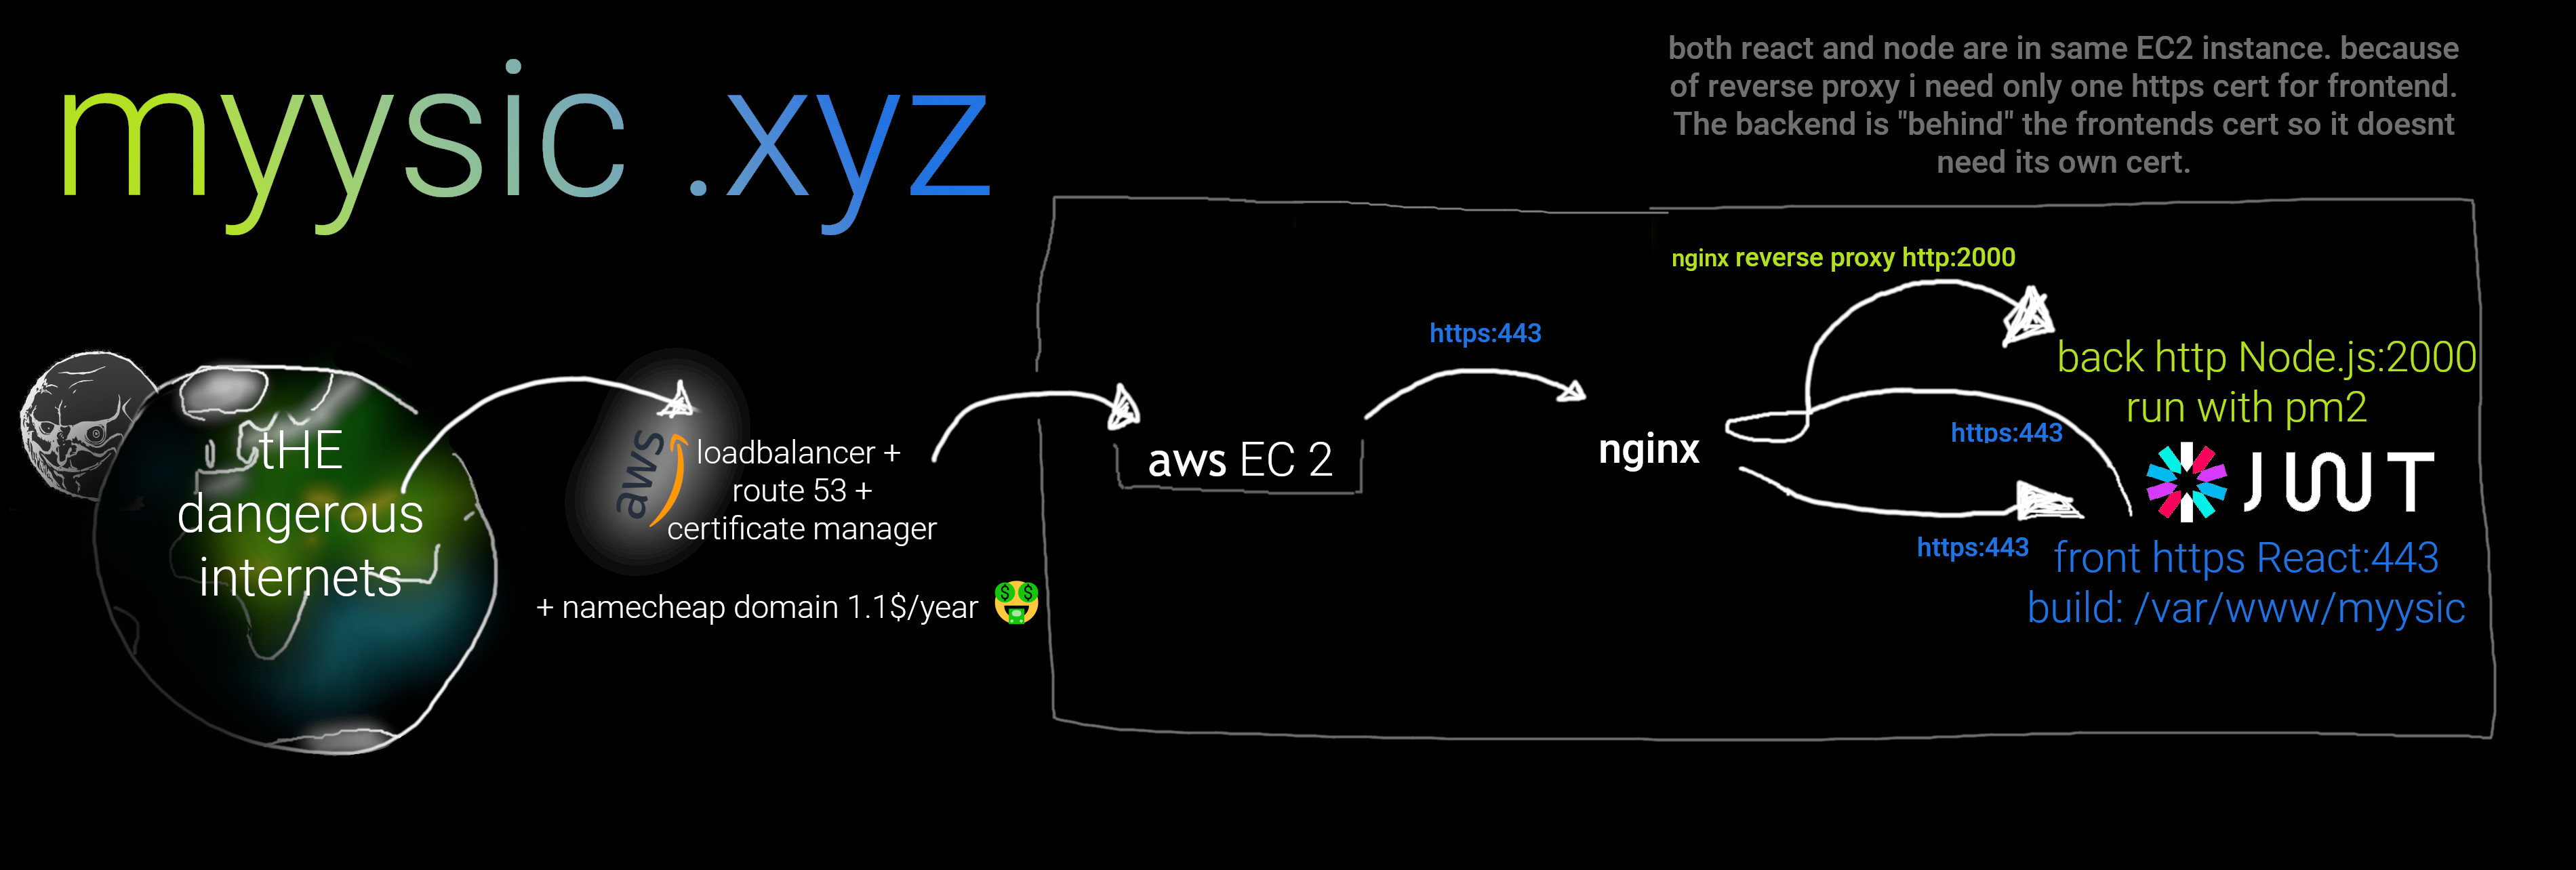 myysic .xyz
both react and node are in same EC2 instance. because
of reverse proxy i need only one https cert for frontend.
The backend is "behind" the frontends cert so it doesnt
need its own cert.
nginx reverse proxy http:2000
https:443
back http Node.js:2000
run with pm2
tHE
dangerous
internets
aws
loadbalancer +
route 53 +
certificate manager
+ namecheap domain 1.1$/year
aws EC 2
nginx
https:443
JWT
https:443
front https React:443
build: /var/www/myysic